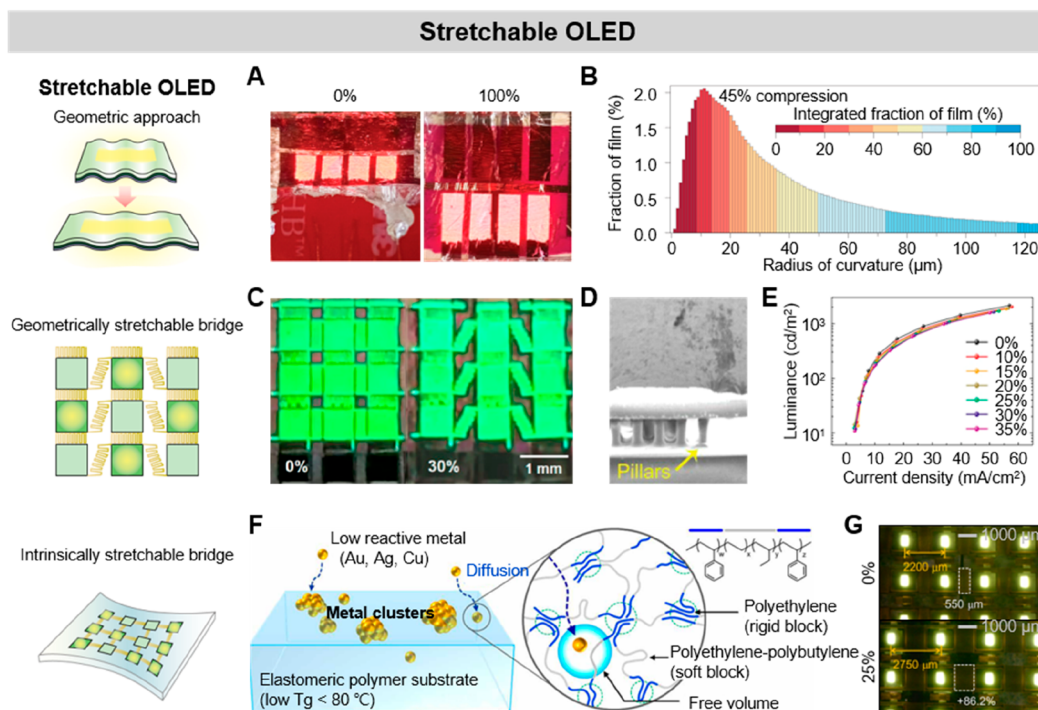 Stretchable OLED
Stretchable OLED
Geometric approach
A
0%
100%
B
45% compression
Integrated fraction of film (%)
0 20 40 60 80 100
Fraction of film (%)
2.0
1.5
1.0
0.5
0.0
20 40 60 80 100 120
Radius of curvature (µm)
Geometrically stretchable bridge
C
0%
30%
1 mm
D
Pillars
E
Luminance (cd/m²)
10³
10²
10¹
0%
10%
15%
20%
25%
30%
35%
0 10 20 30 40 50 60
Current density (mA/cm²)
Intrinsically stretchable bridge
F
Low reactive metal
(Au, Ag, Cu)
Diffusion
Metal clusters
Elastomeric polymer substrate
(low Tg < 80 ℃)
Polyethylene
(rigid block)
Polyethylene-polybutylene
(soft block)
Free volume
G
0%
1000 µm
2200 µm
550 µm
25%
1000 µm
2750 µm
+86.2%